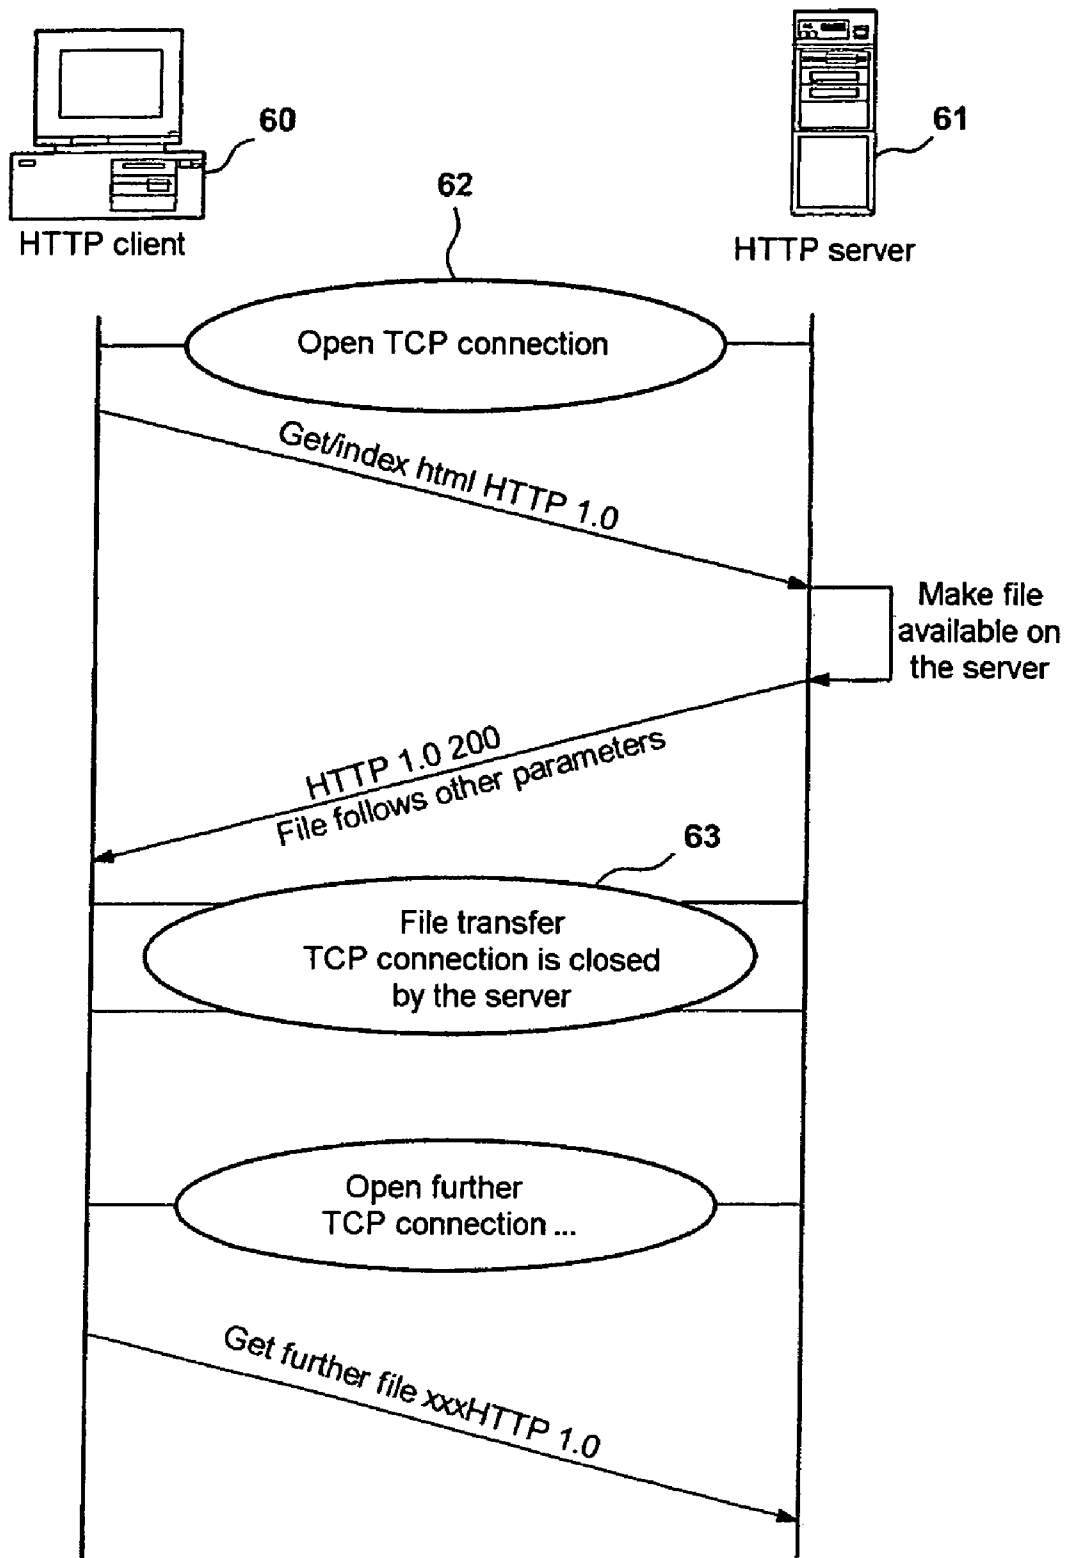 60
61
HTTP client
HTTP server
62
Open TCP connection
Get/index html HTTP 1.0
Make file
available on
the server
HTTP 1.0 200
File follows other parameters
63
File transfer
TCP connection is closed
by the server
Open further
TCP connection ...
Get further file xxxHTTP 1.0